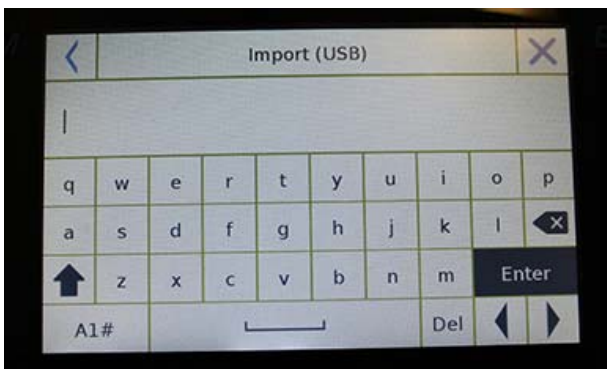 Import (USB)
q w e r t y u i o p
a s d f g h j k l
z x c v b n m Enter
A1# Del